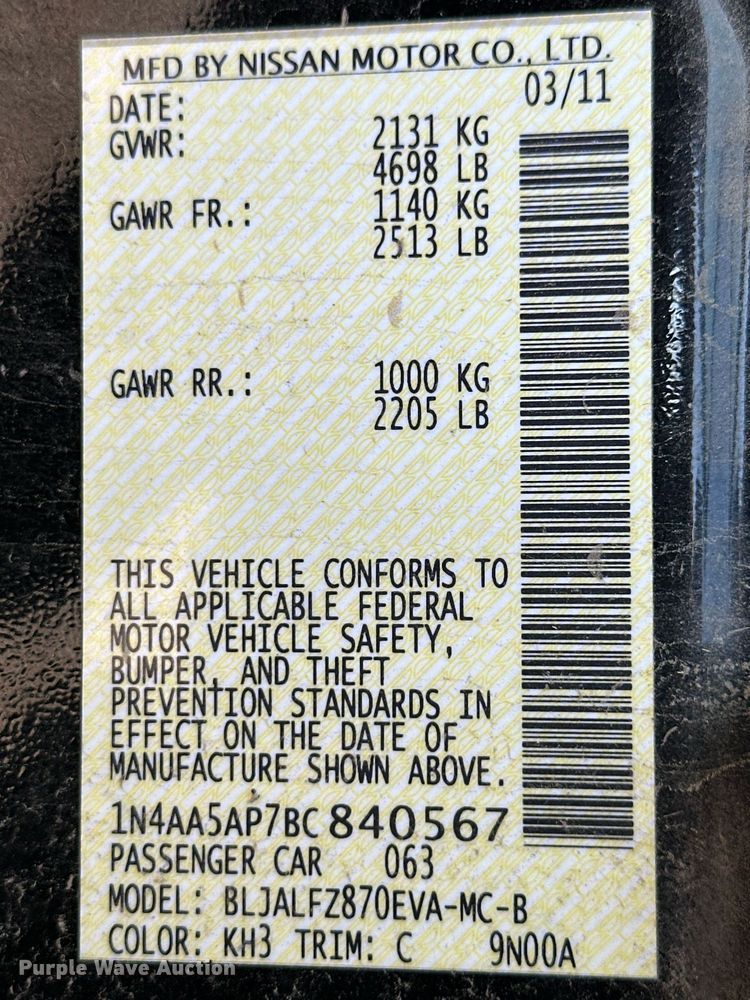 MFD BY NISSAN MOTOR CO., LTD.
DATE: 03/11
GVWR: 2131 KG
4698 LB
GAWR FR.: 1140 KG
2513 LB
GAWR RR.: 1000 KG
2205 LB
THIS VEHICLE CONFORMS TO
ALL APPLICABLE FEDERAL
MOTOR VEHICLE SAFETY,
BUMPER, AND THEFT
PREVENTION STANDARDS IN
EFFECT ON THE DATE OF
MANUFACTURE SHOWN ABOVE.
1N4AA5AP7BC840567
PASSENGER CAR 063
MODEL: BLJALFZ870EVA-MC-B
COLOR: KH3 TRIM: C 9N00A
Purple Wave Auction